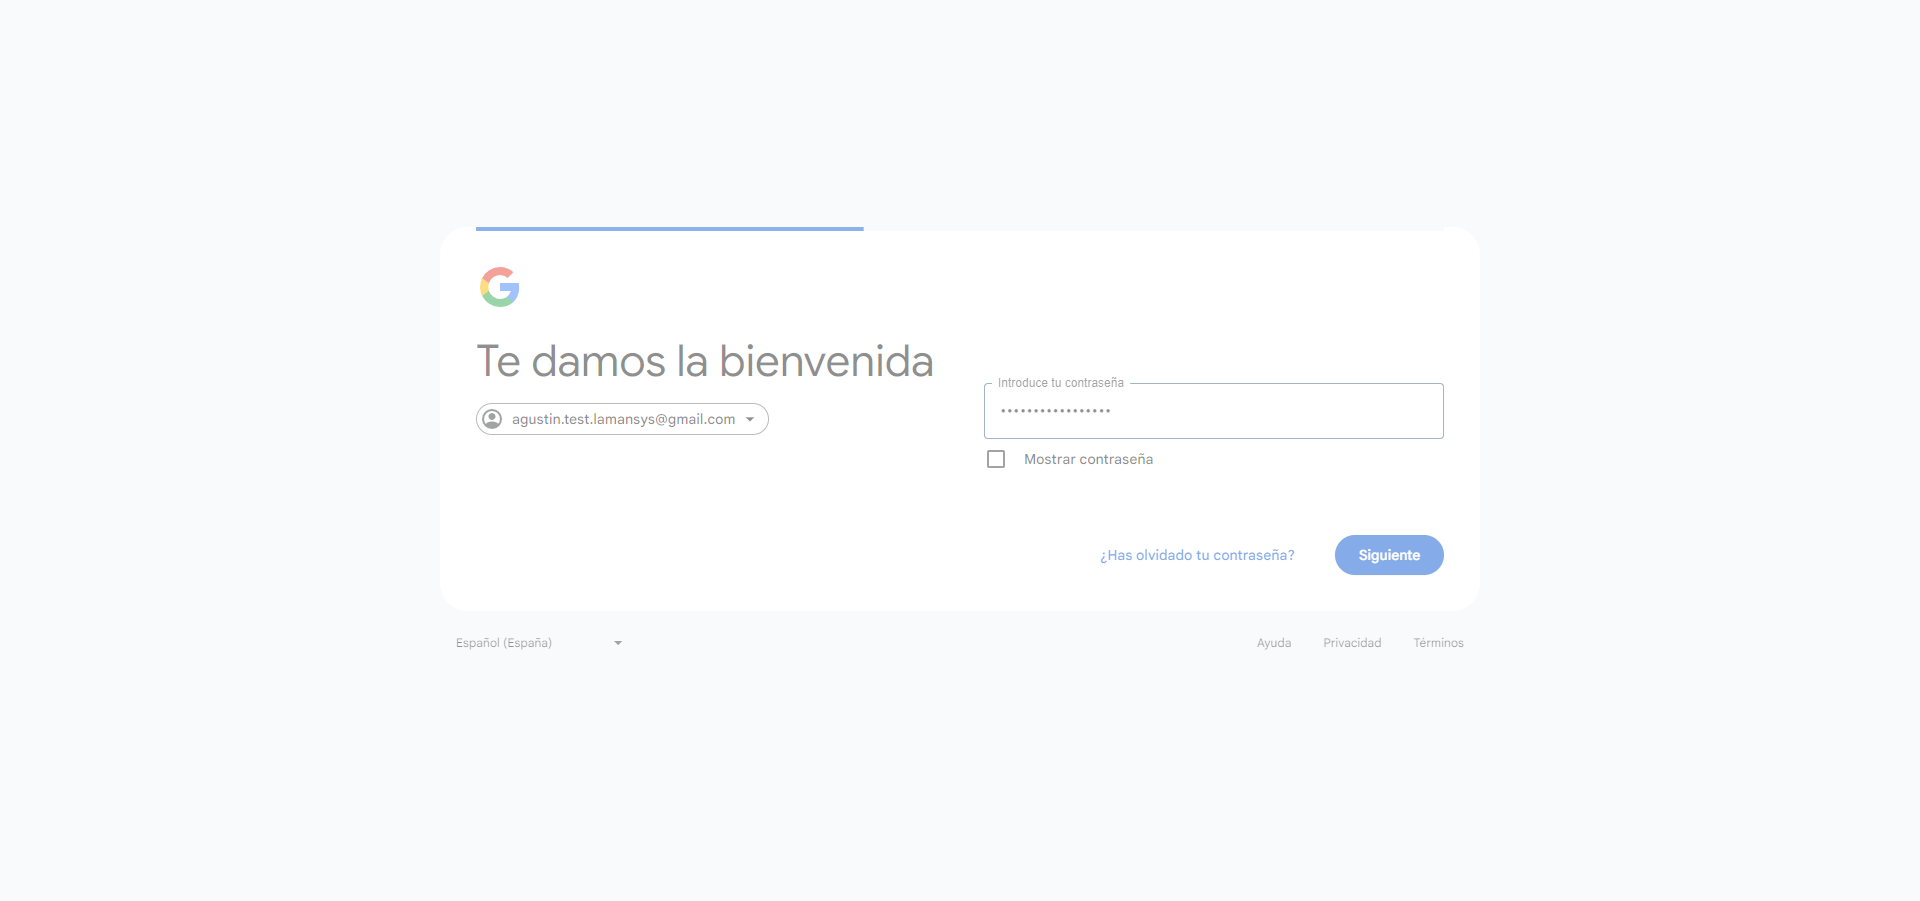 Te damos la bienvenida
agustin.test.lamansys@gmail.com
Introduce tu contraseña
•••••••••••••••••
Mostrar contraseña
¿Has olvidado tu contraseña?
Siguiente
Español (España)
Ayuda
Privacidad
Términos